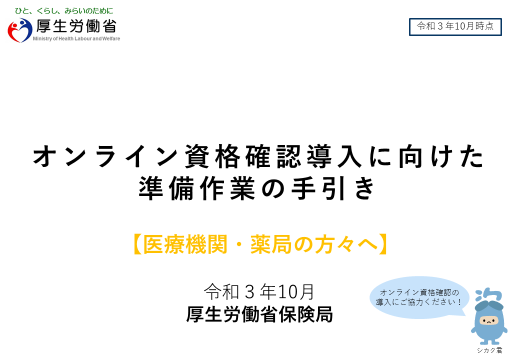 ひと、くらし、みらいのために
厚生労働省
Ministry of Health, Labour and Welfare
令和３年10月時点
オンライン資格確認導入に向けた
準備作業の手引き
【医療機関・薬局の方々へ】
令和３年10月
厚生労働省保険局
オンライン資格確認の
導入にご協力ください！
シカク君